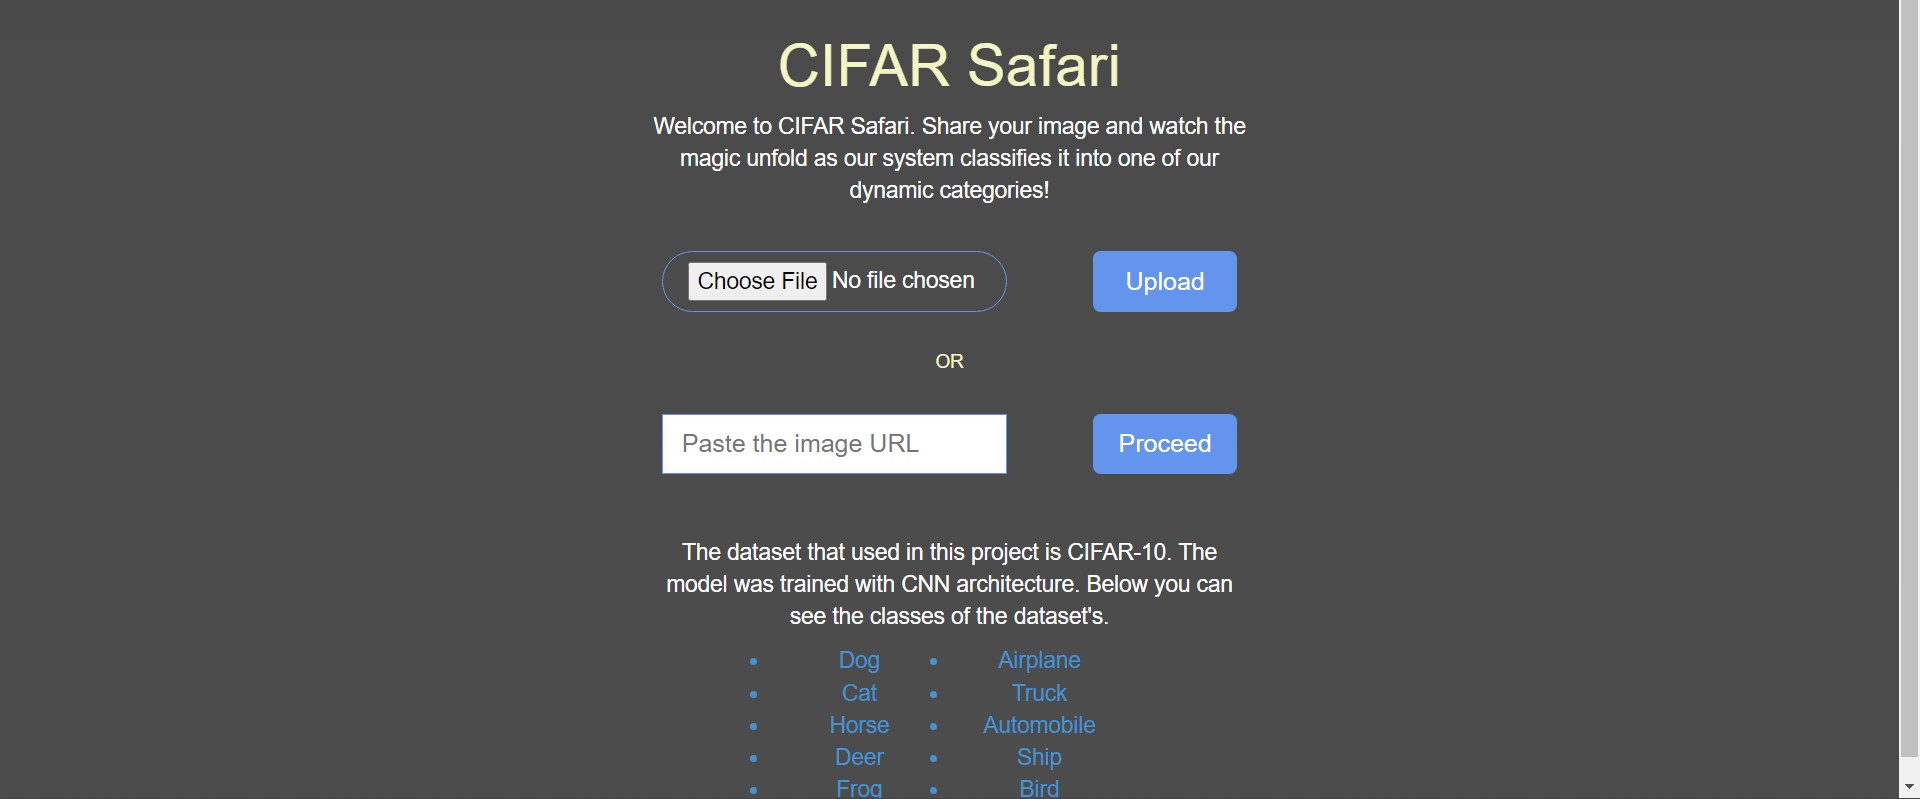 CIFAR Safari
Welcome to CIFAR Safari. Share your image and watch the
magic unfold as our system classifies it into one of our
dynamic categories!
Choose File No file chosen
Upload
OR
Paste the image URL
Proceed
The dataset that used in this project is CIFAR-10. The
model was trained with CNN architecture. Below you can
see the classes of the dataset's.
• Dog • Airplane
• Cat • Truck
• Horse • Automobile
• Deer • Ship
• Frog • Bird